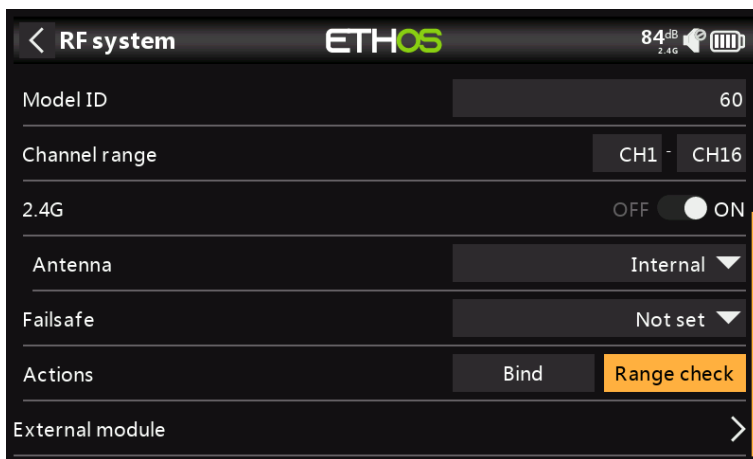 RF system ETHOS 84dB 2.4G
Model ID 60
Channel range CH1 - CH16
2.4G OFF ON
Antenna Internal
Failsafe Not set
Actions Bind Range check
External module